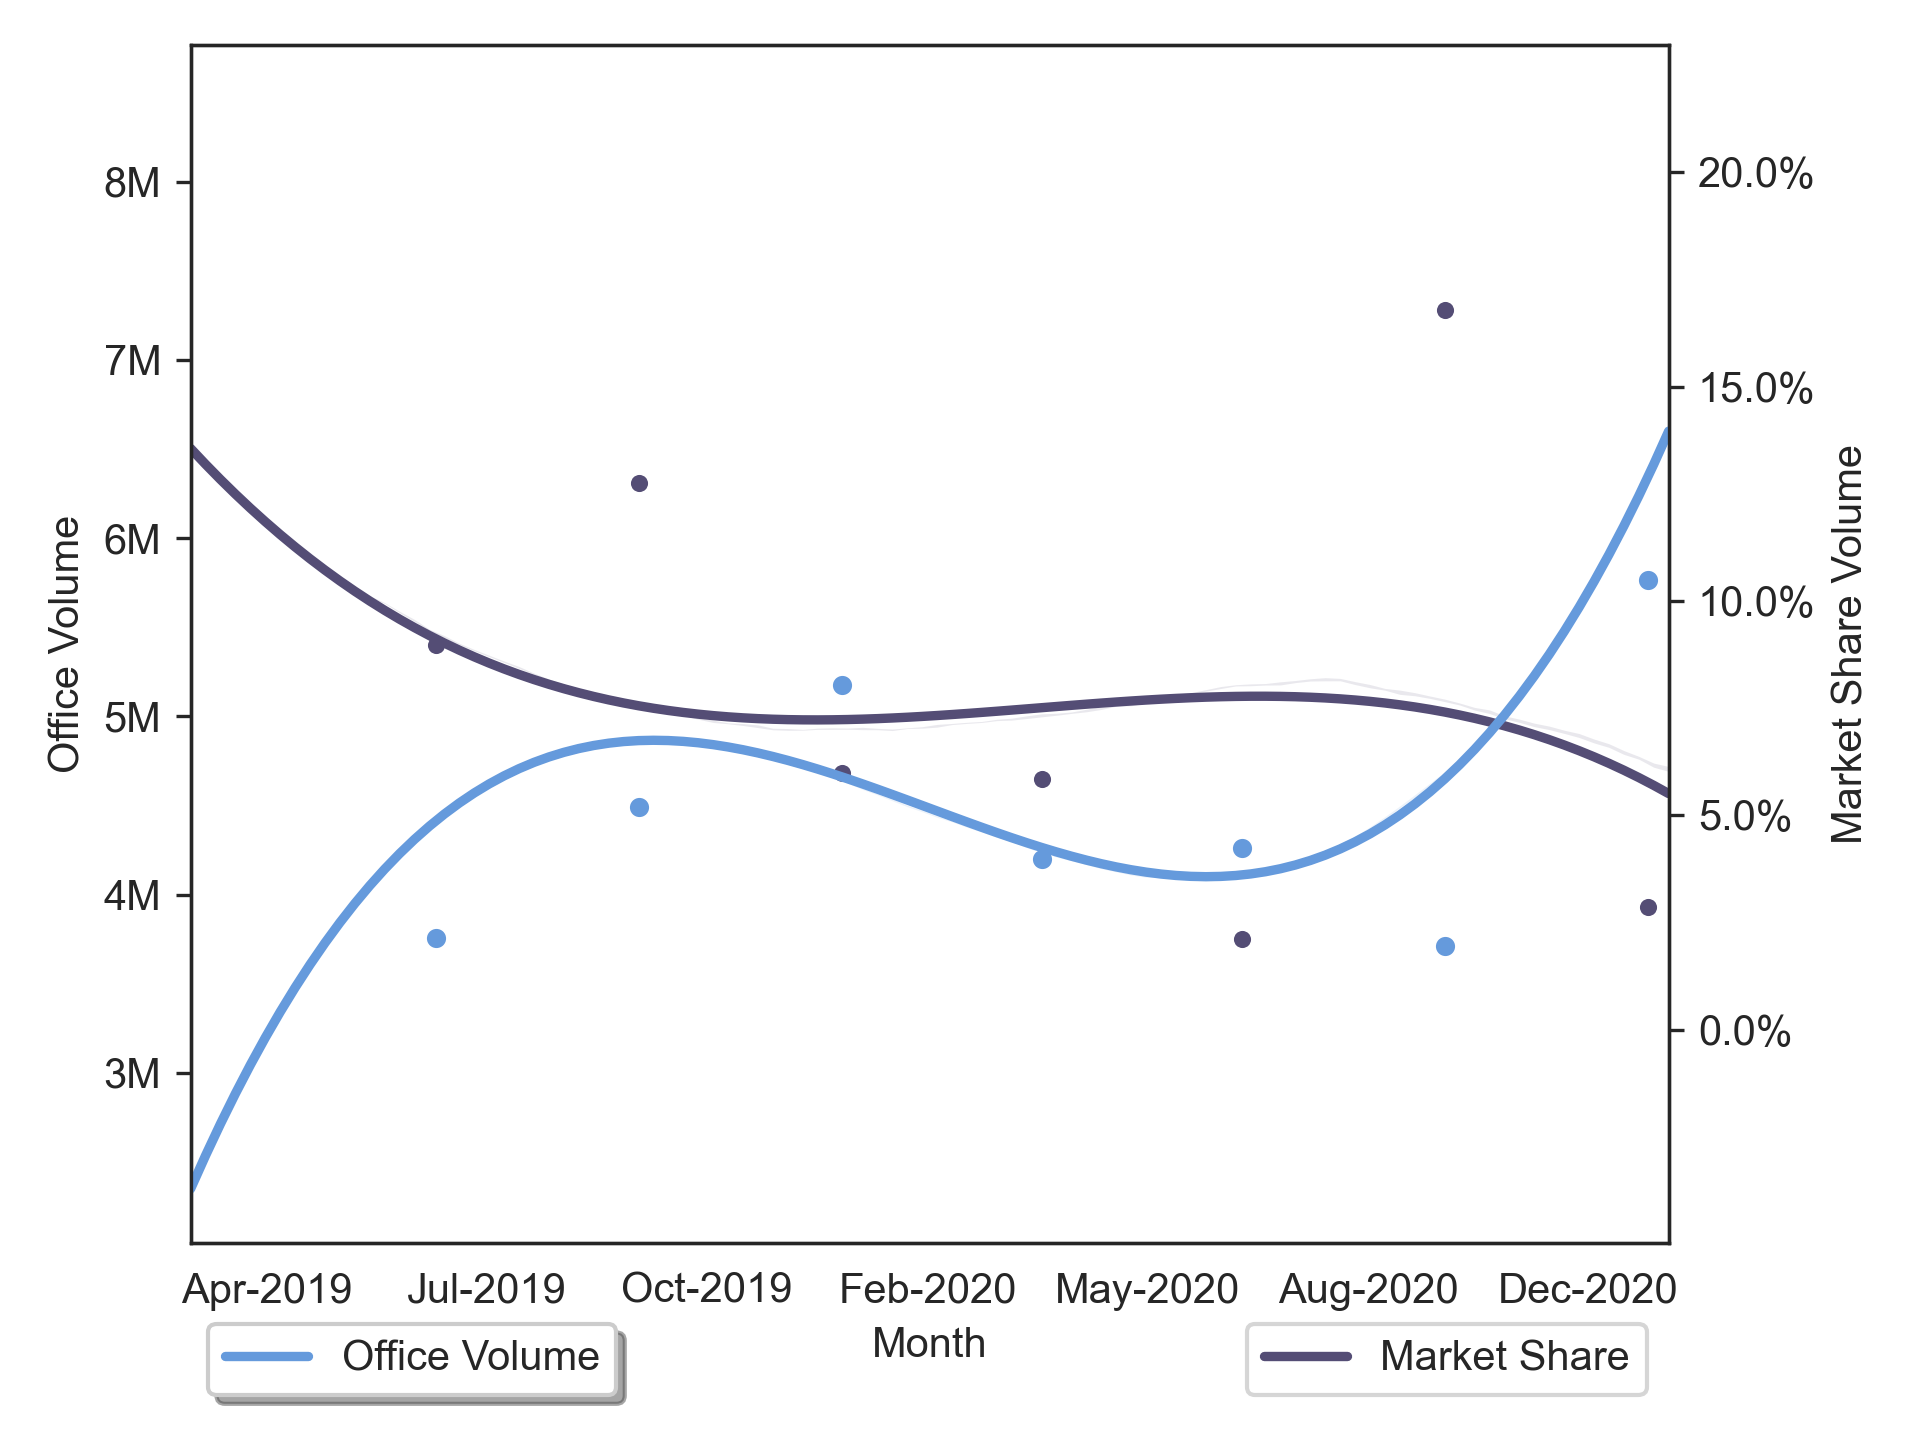 8M
7M
6M
5M
4M
3M
Office Volume
20.0%
15.0%
10.0%
5.0%
0.0%
Market Share Volume
Apr-2019 Jul-2019 Oct-2019 Feb-2020 May-2020 Aug-2020 Dec-2020
Month
Office Volume
Market Share